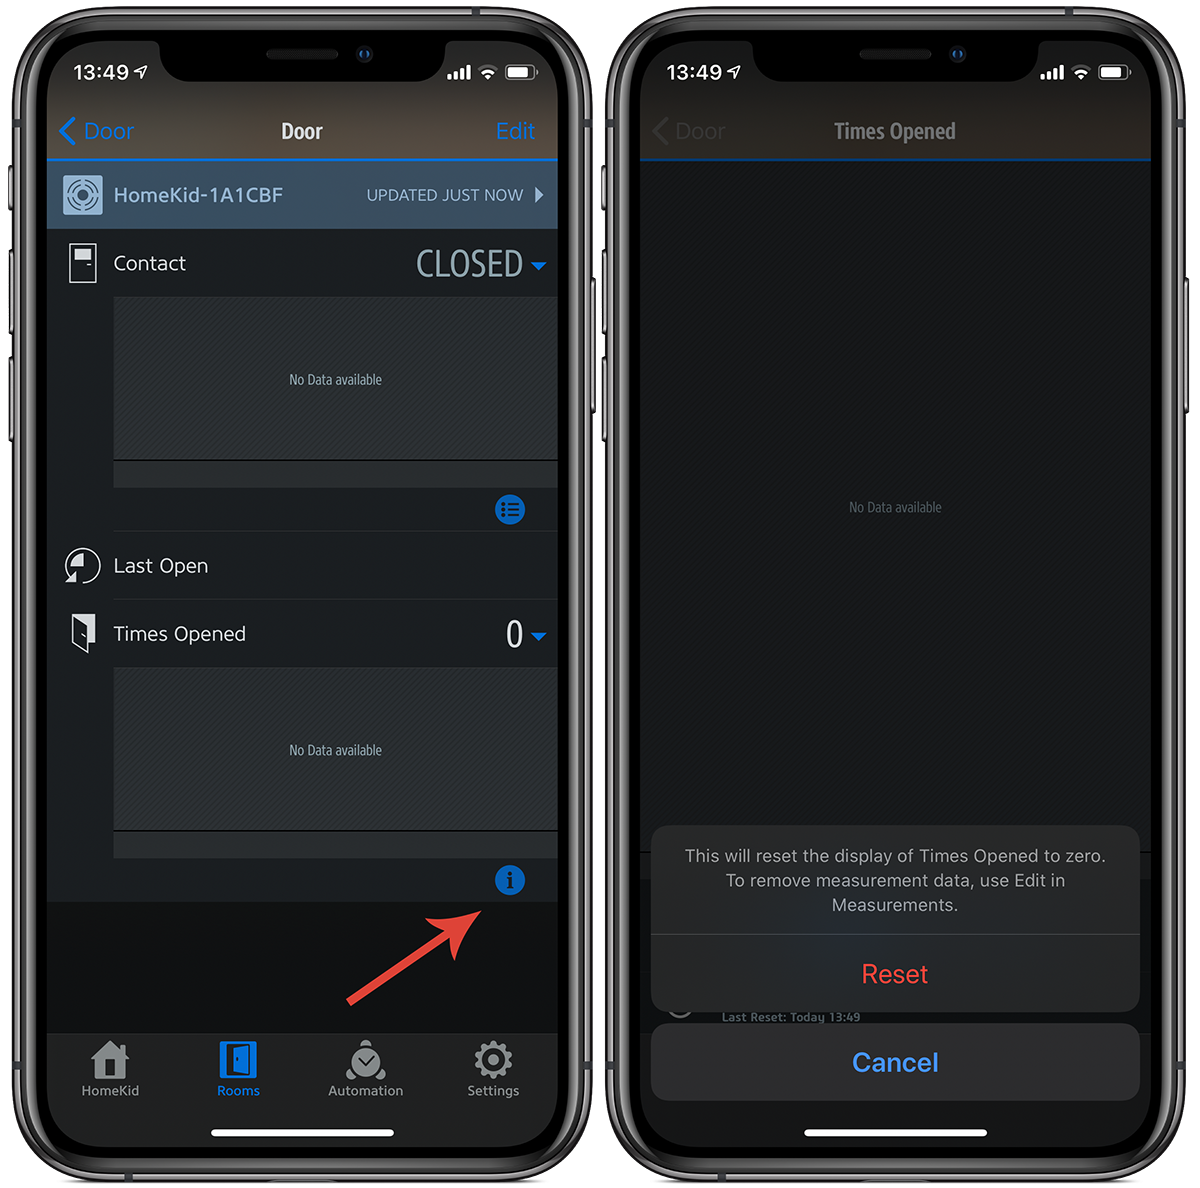 13:49
Door
Door
Edit
HomeKid-1A1CBF
UPDATED JUST NOW
Contact
CLOSED
No Data available
Last Open
Times Opened
0
No Data available
HomeKid
Rooms
Automation
Settings
13:49
Door
Times Opened
No Data available
This will reset the display of Times Opened to zero.
To remove measurement data, use Edit in
Measurements.
Reset
Last Reset: Today 13:49
Cancel